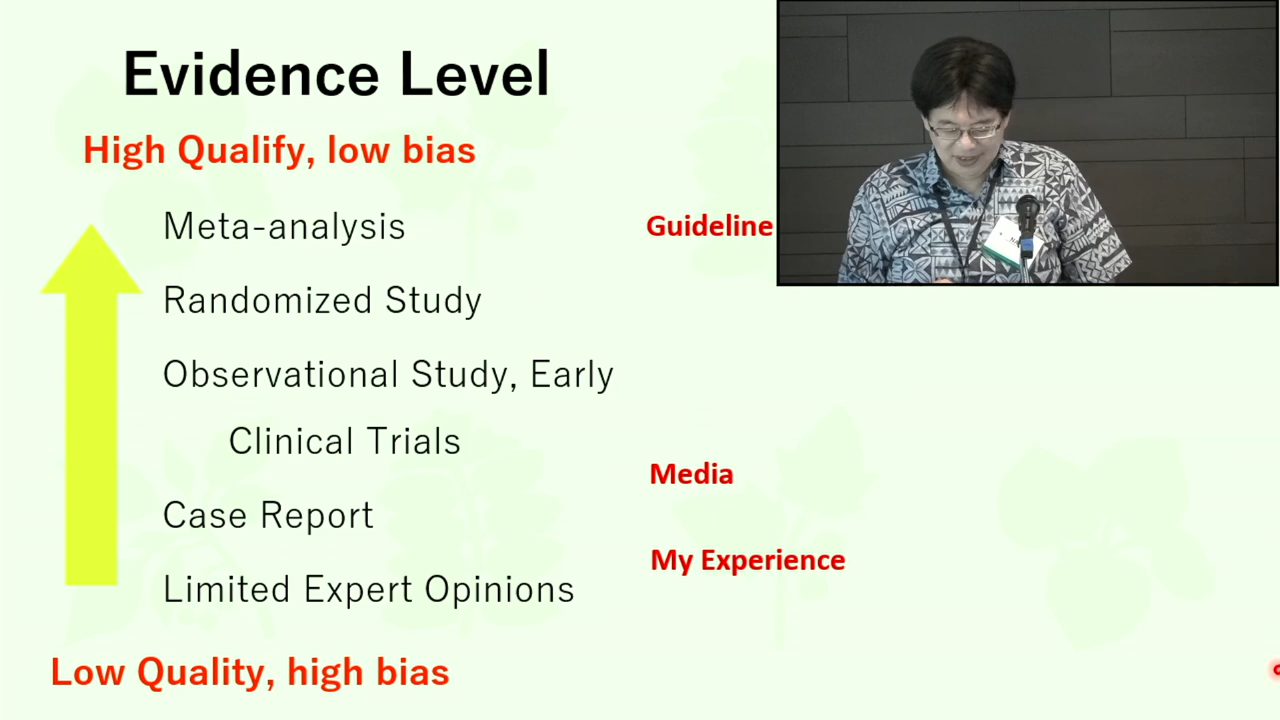 Evidence Level
High Qualify, low bias
Meta-analysis
Guideline
Randomized Study
Observational Study, Early
Clinical Trials
Media
Case Report
My Experience
Limited Expert Opinions
Low Quality, high bias